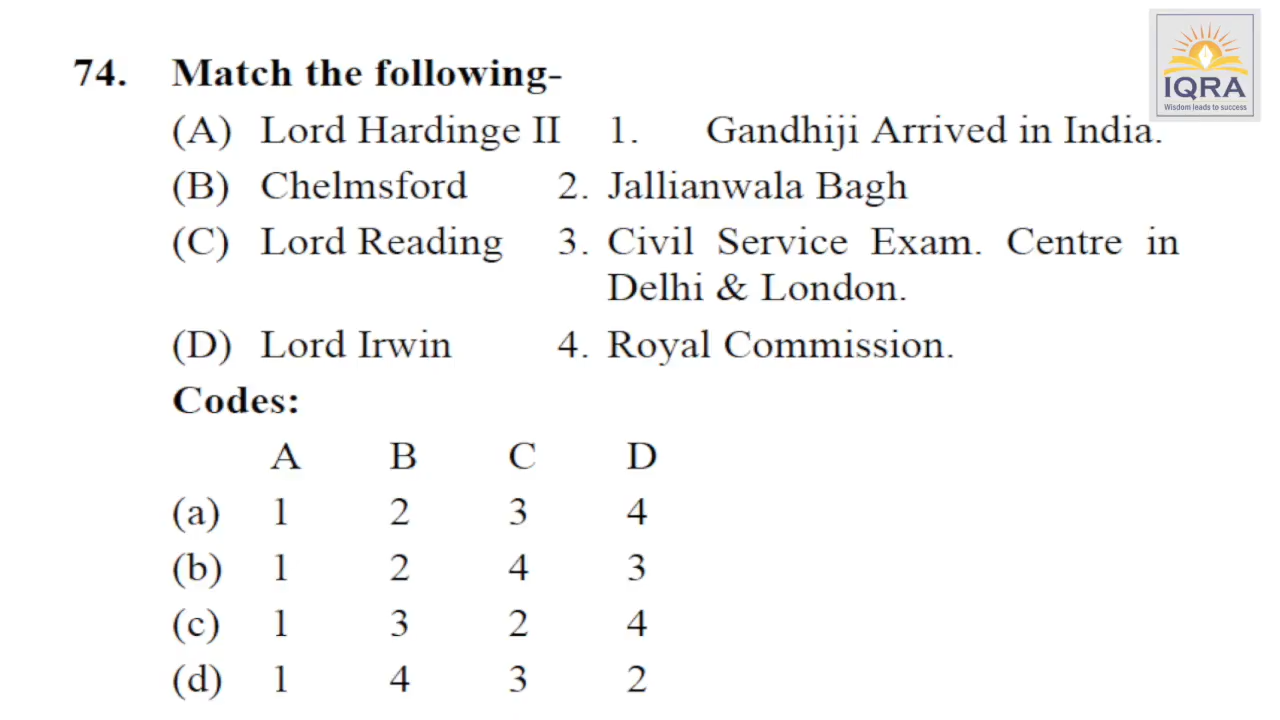 IQRA
Wisdom leads to success
74. Match the following-
(A) Lord Hardinge II 1. Gandhiji Arrived in India.
(B) Chelmsford 2. Jallianwala Bagh
(C) Lord Reading 3. Civil Service Exam. Centre in
Delhi & London.
(D) Lord Irwin 4. Royal Commission.
Codes:
A B C D
(a) 1 2 3 4
(b) 1 2 4 3
(c) 1 3 2 4
(d) 1 4 3 2